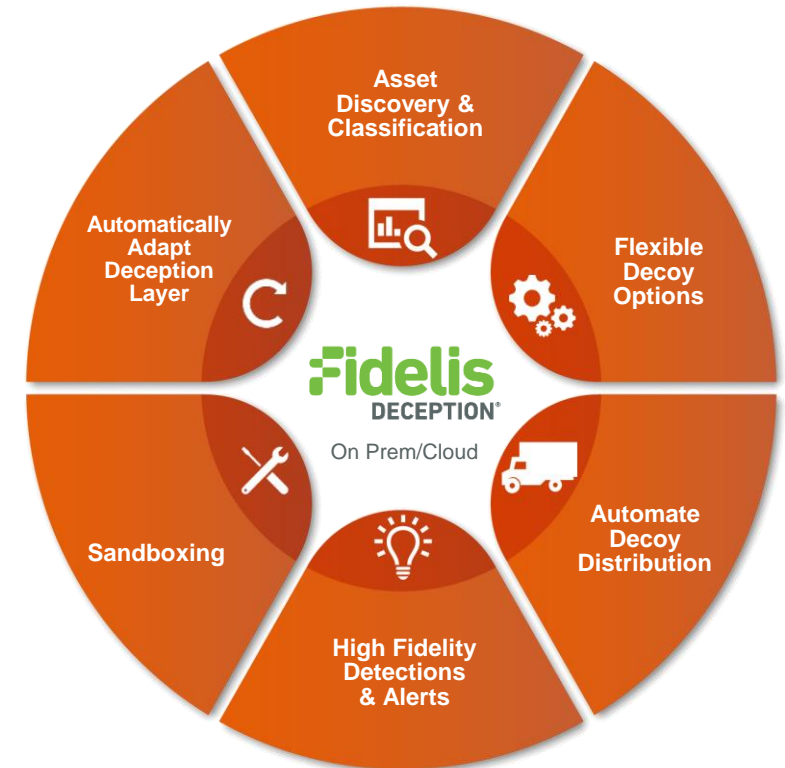 Asset
Discovery &
Classification
Flexible
Decoy
Options
Automate
Decoy
Distribution
High Fidelity
Detections
& Alerts
Sandboxing
Automatically
Adapt
Deception
Layer
Fidelis
DECEPTION®
On Prem/Cloud